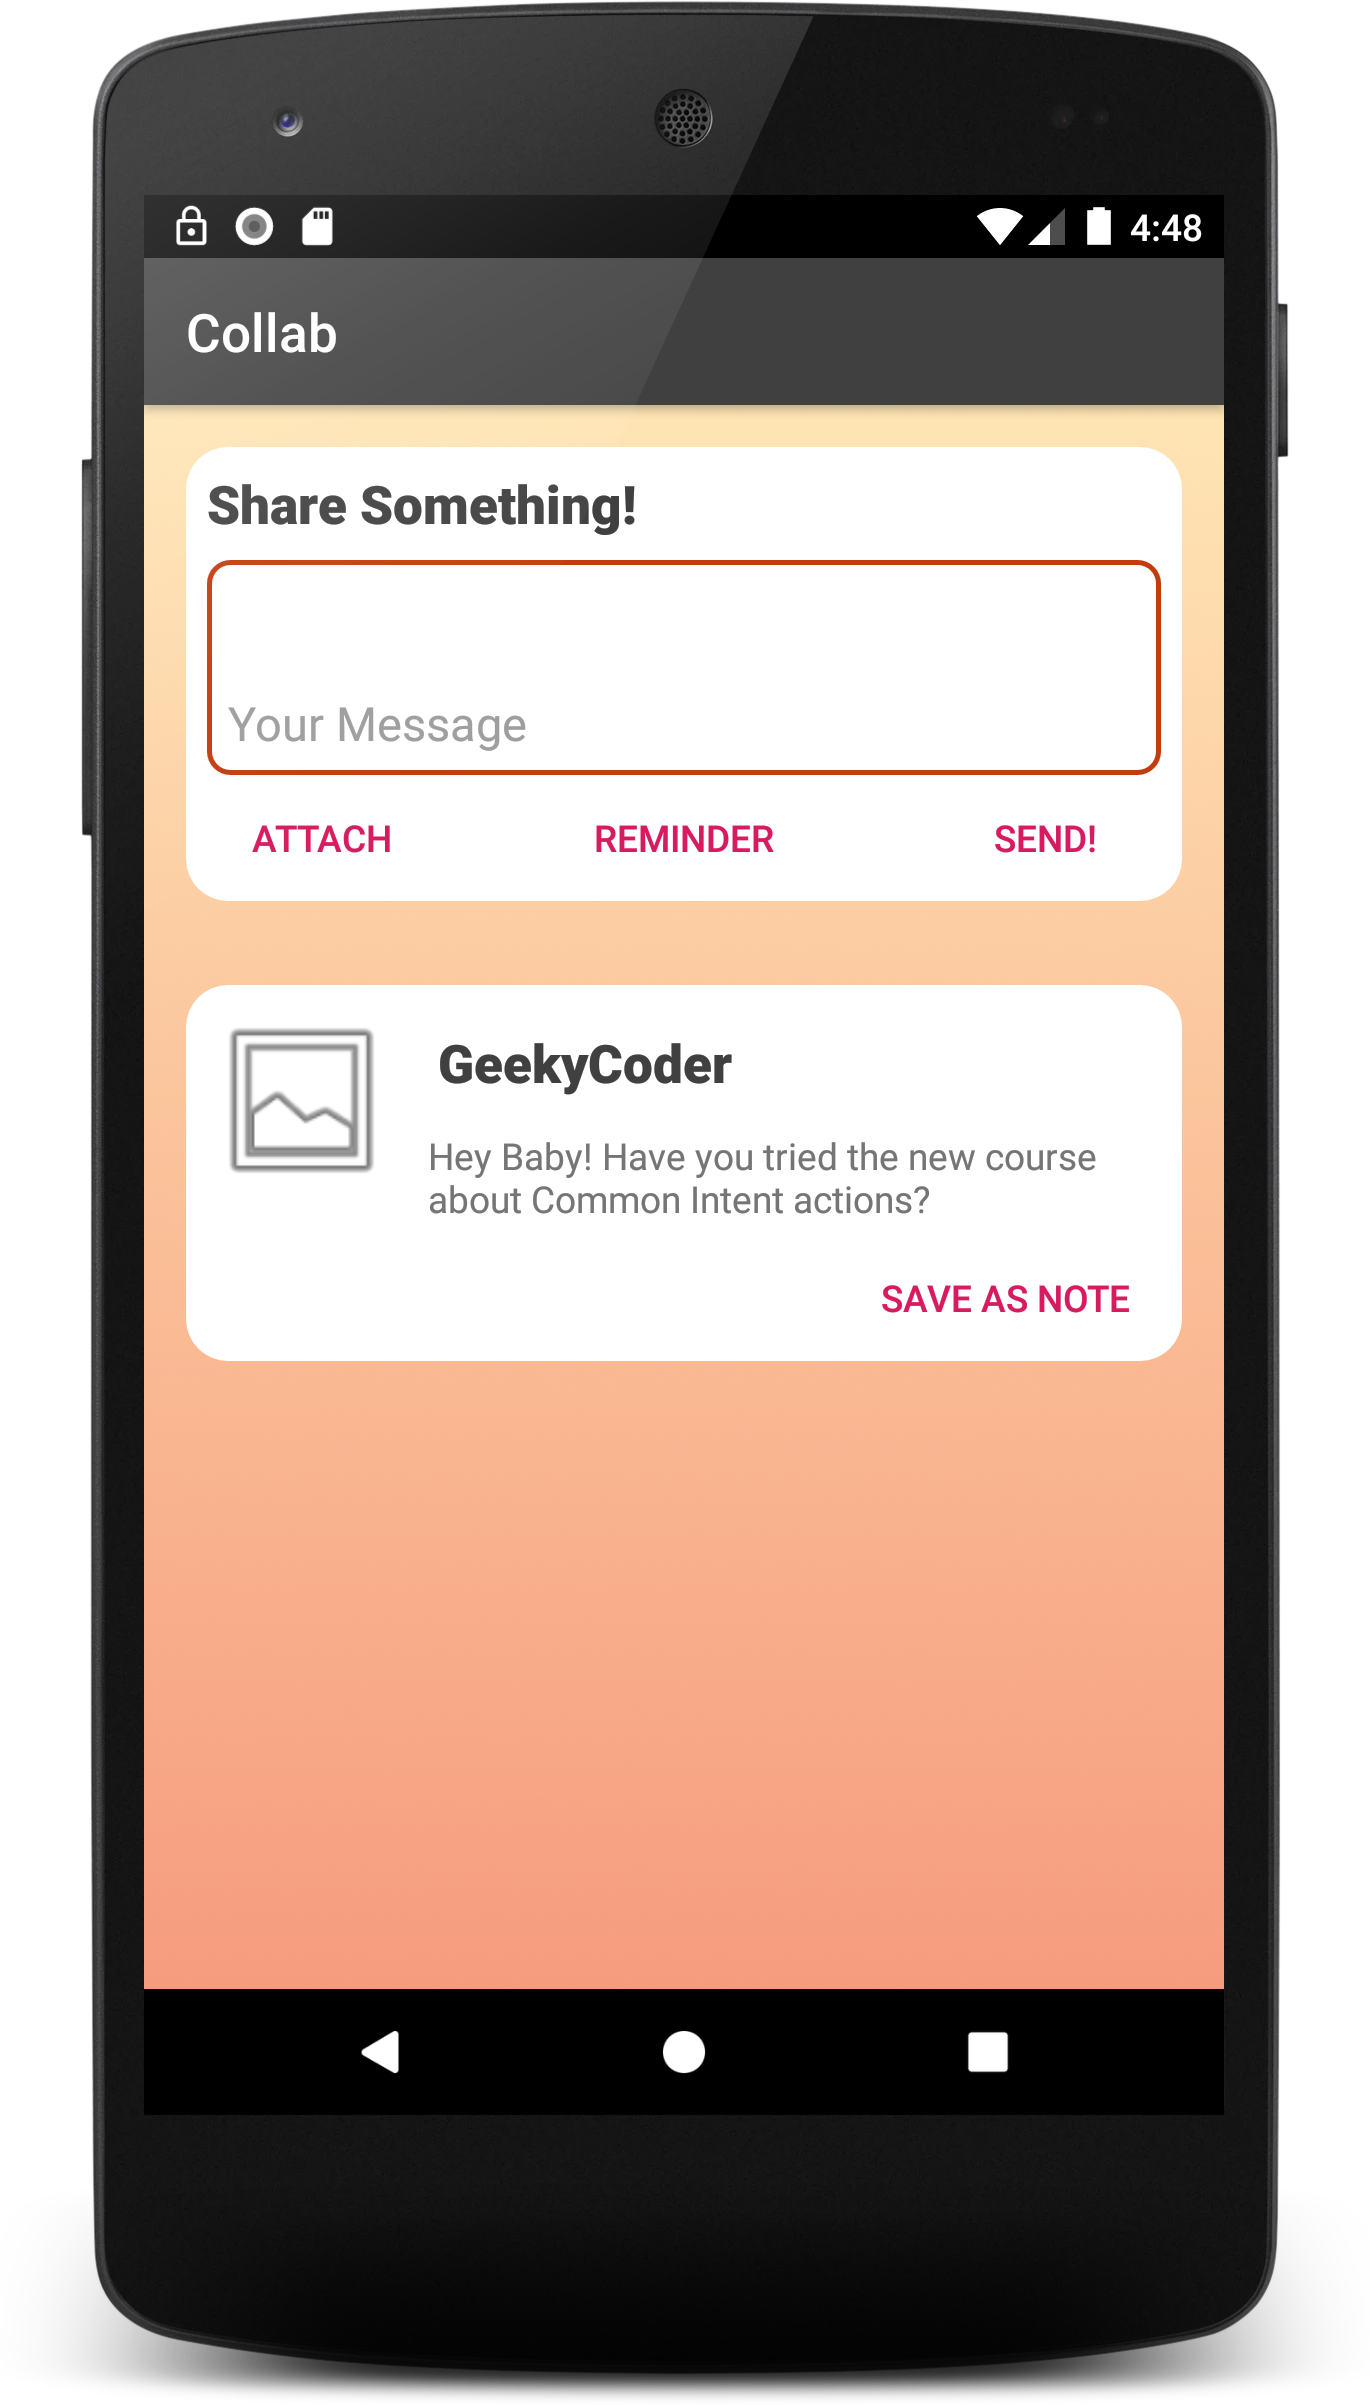 4:48
Collab
Share Something!
Your Message
ATTACH
REMINDER
SEND!
GeekyCoder
Hey Baby! Have you tried the new course
about Common Intent actions?
SAVE AS NOTE